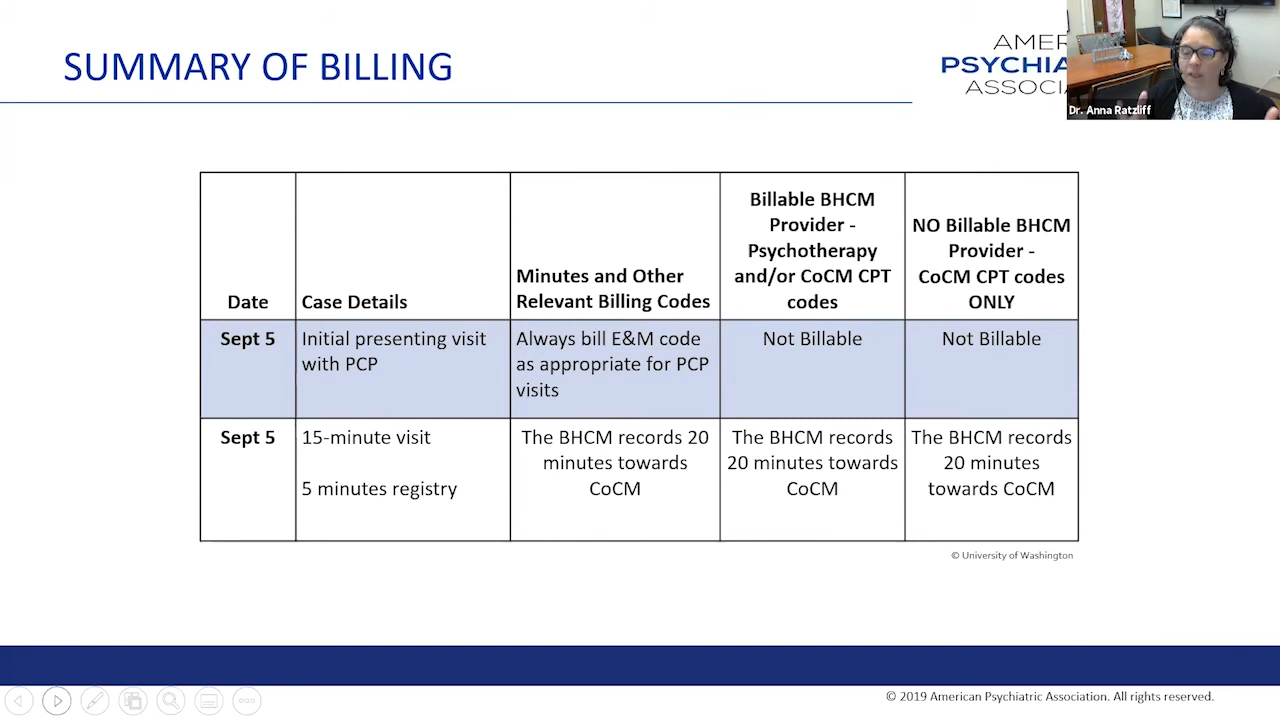 SUMMARY OF BILLING
AMER
PSYCHIA
ASSOCIA
Dr. Anna Ratzliff
Date
Case Details
Minutes and Other
Relevant Billing Codes
Billable BHCM
Provider -
Psychotherapy
and/or CoCM CPT
codes
NO Billable BHCM
Provider -
CoCM CPT codes
ONLY
Sept 5
Initial presenting visit
with PCP
Always bill E&M code
as appropriate for PCP
visits
Not Billable
Not Billable
Sept 5
15-minute visit
5 minutes registry
The BHCM records 20
minutes towards
CoCM
The BHCM records
20 minutes towards
CoCM
The BHCM records
20 minutes
towards CoCM
© University of Washington
© 2019 American Psychiatric Association. All rights reserved.